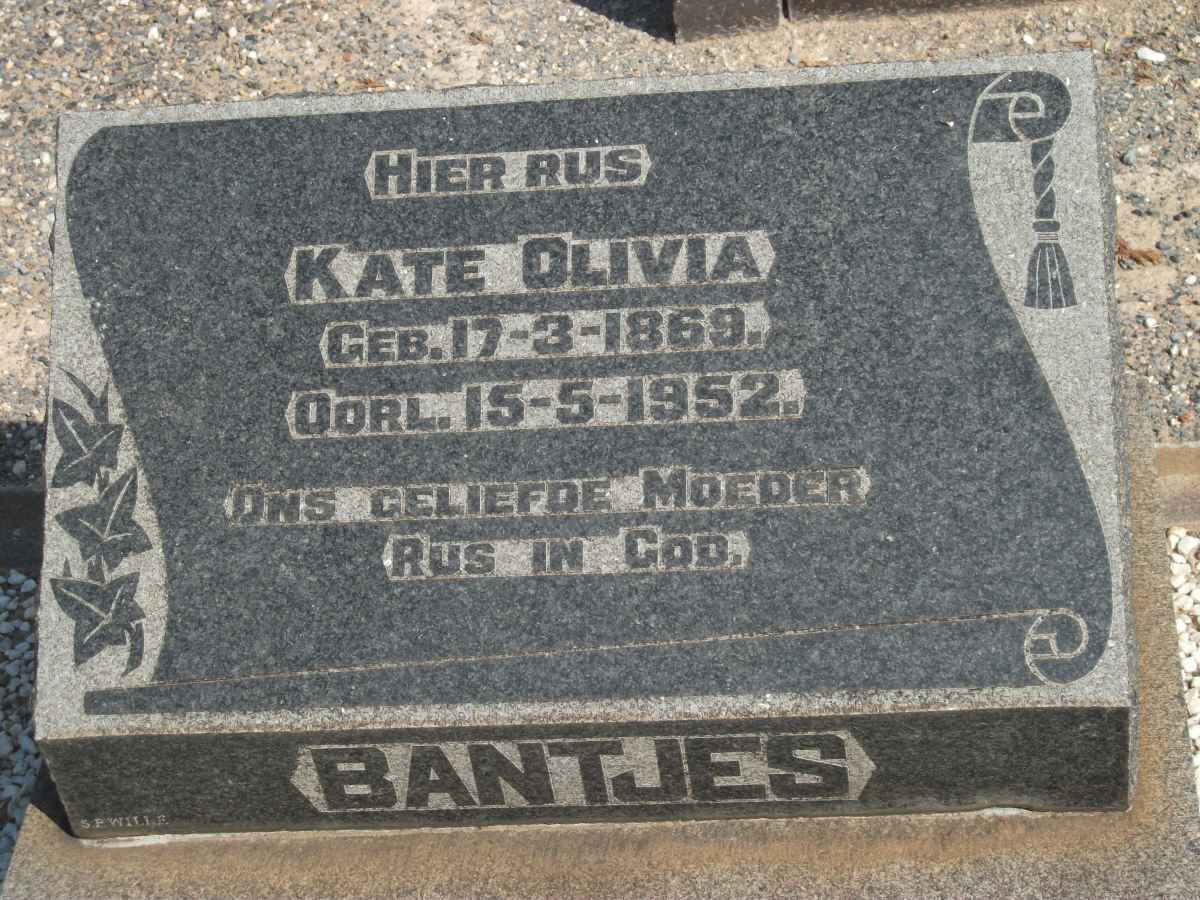 HIER RUS
KATE OLIVIA
GEB. 17-3-1869.
OORL. 15-5-1952.
ONS GELIEFDE MOEDER
RUS IN GOD.
BANTJES
S.F. WILLE